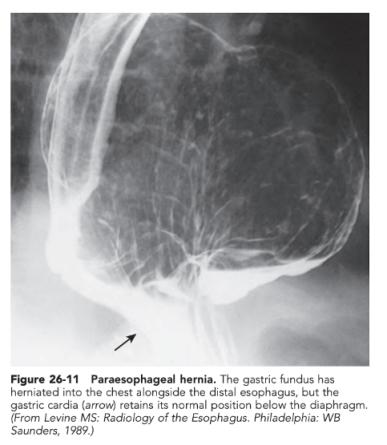 Figure 26-11 Paraesophageal hernia. The gastric fundus has
herniated into the chest alongside the distal esophagus, but the
gastric cardia (arrow) retains its normal position below the diaphragm.
(From Levine MS: Radiology of the Esophagus. Philadelphia: WB
Saunders, 1989.)